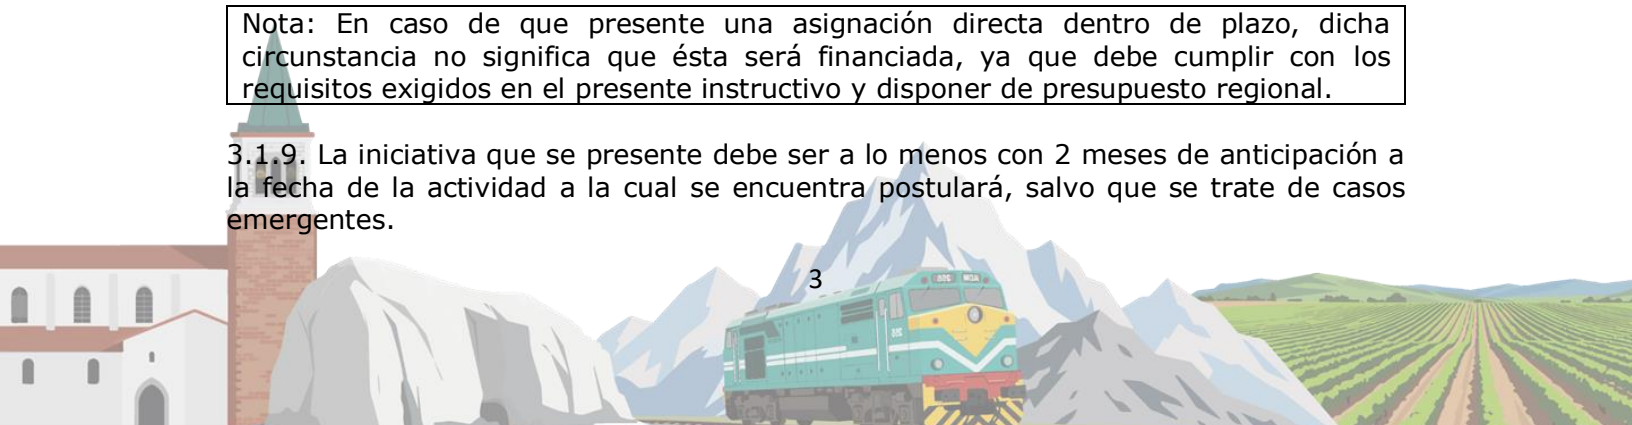 Nota: En caso de que presente una asignación directa dentro de plazo, dicha
circunstancia no significa que ésta será financiada, ya que debe cumplir con los
requisitos exigidos en el presente instructivo y disponer de presupuesto regional.
3.1.9. La iniciativa que se presente debe ser a lo menos con 2 meses de anticipación a
la fecha de la actividad a la cual se encuentra postulará, salvo que se trate de casos
emergentes.
3